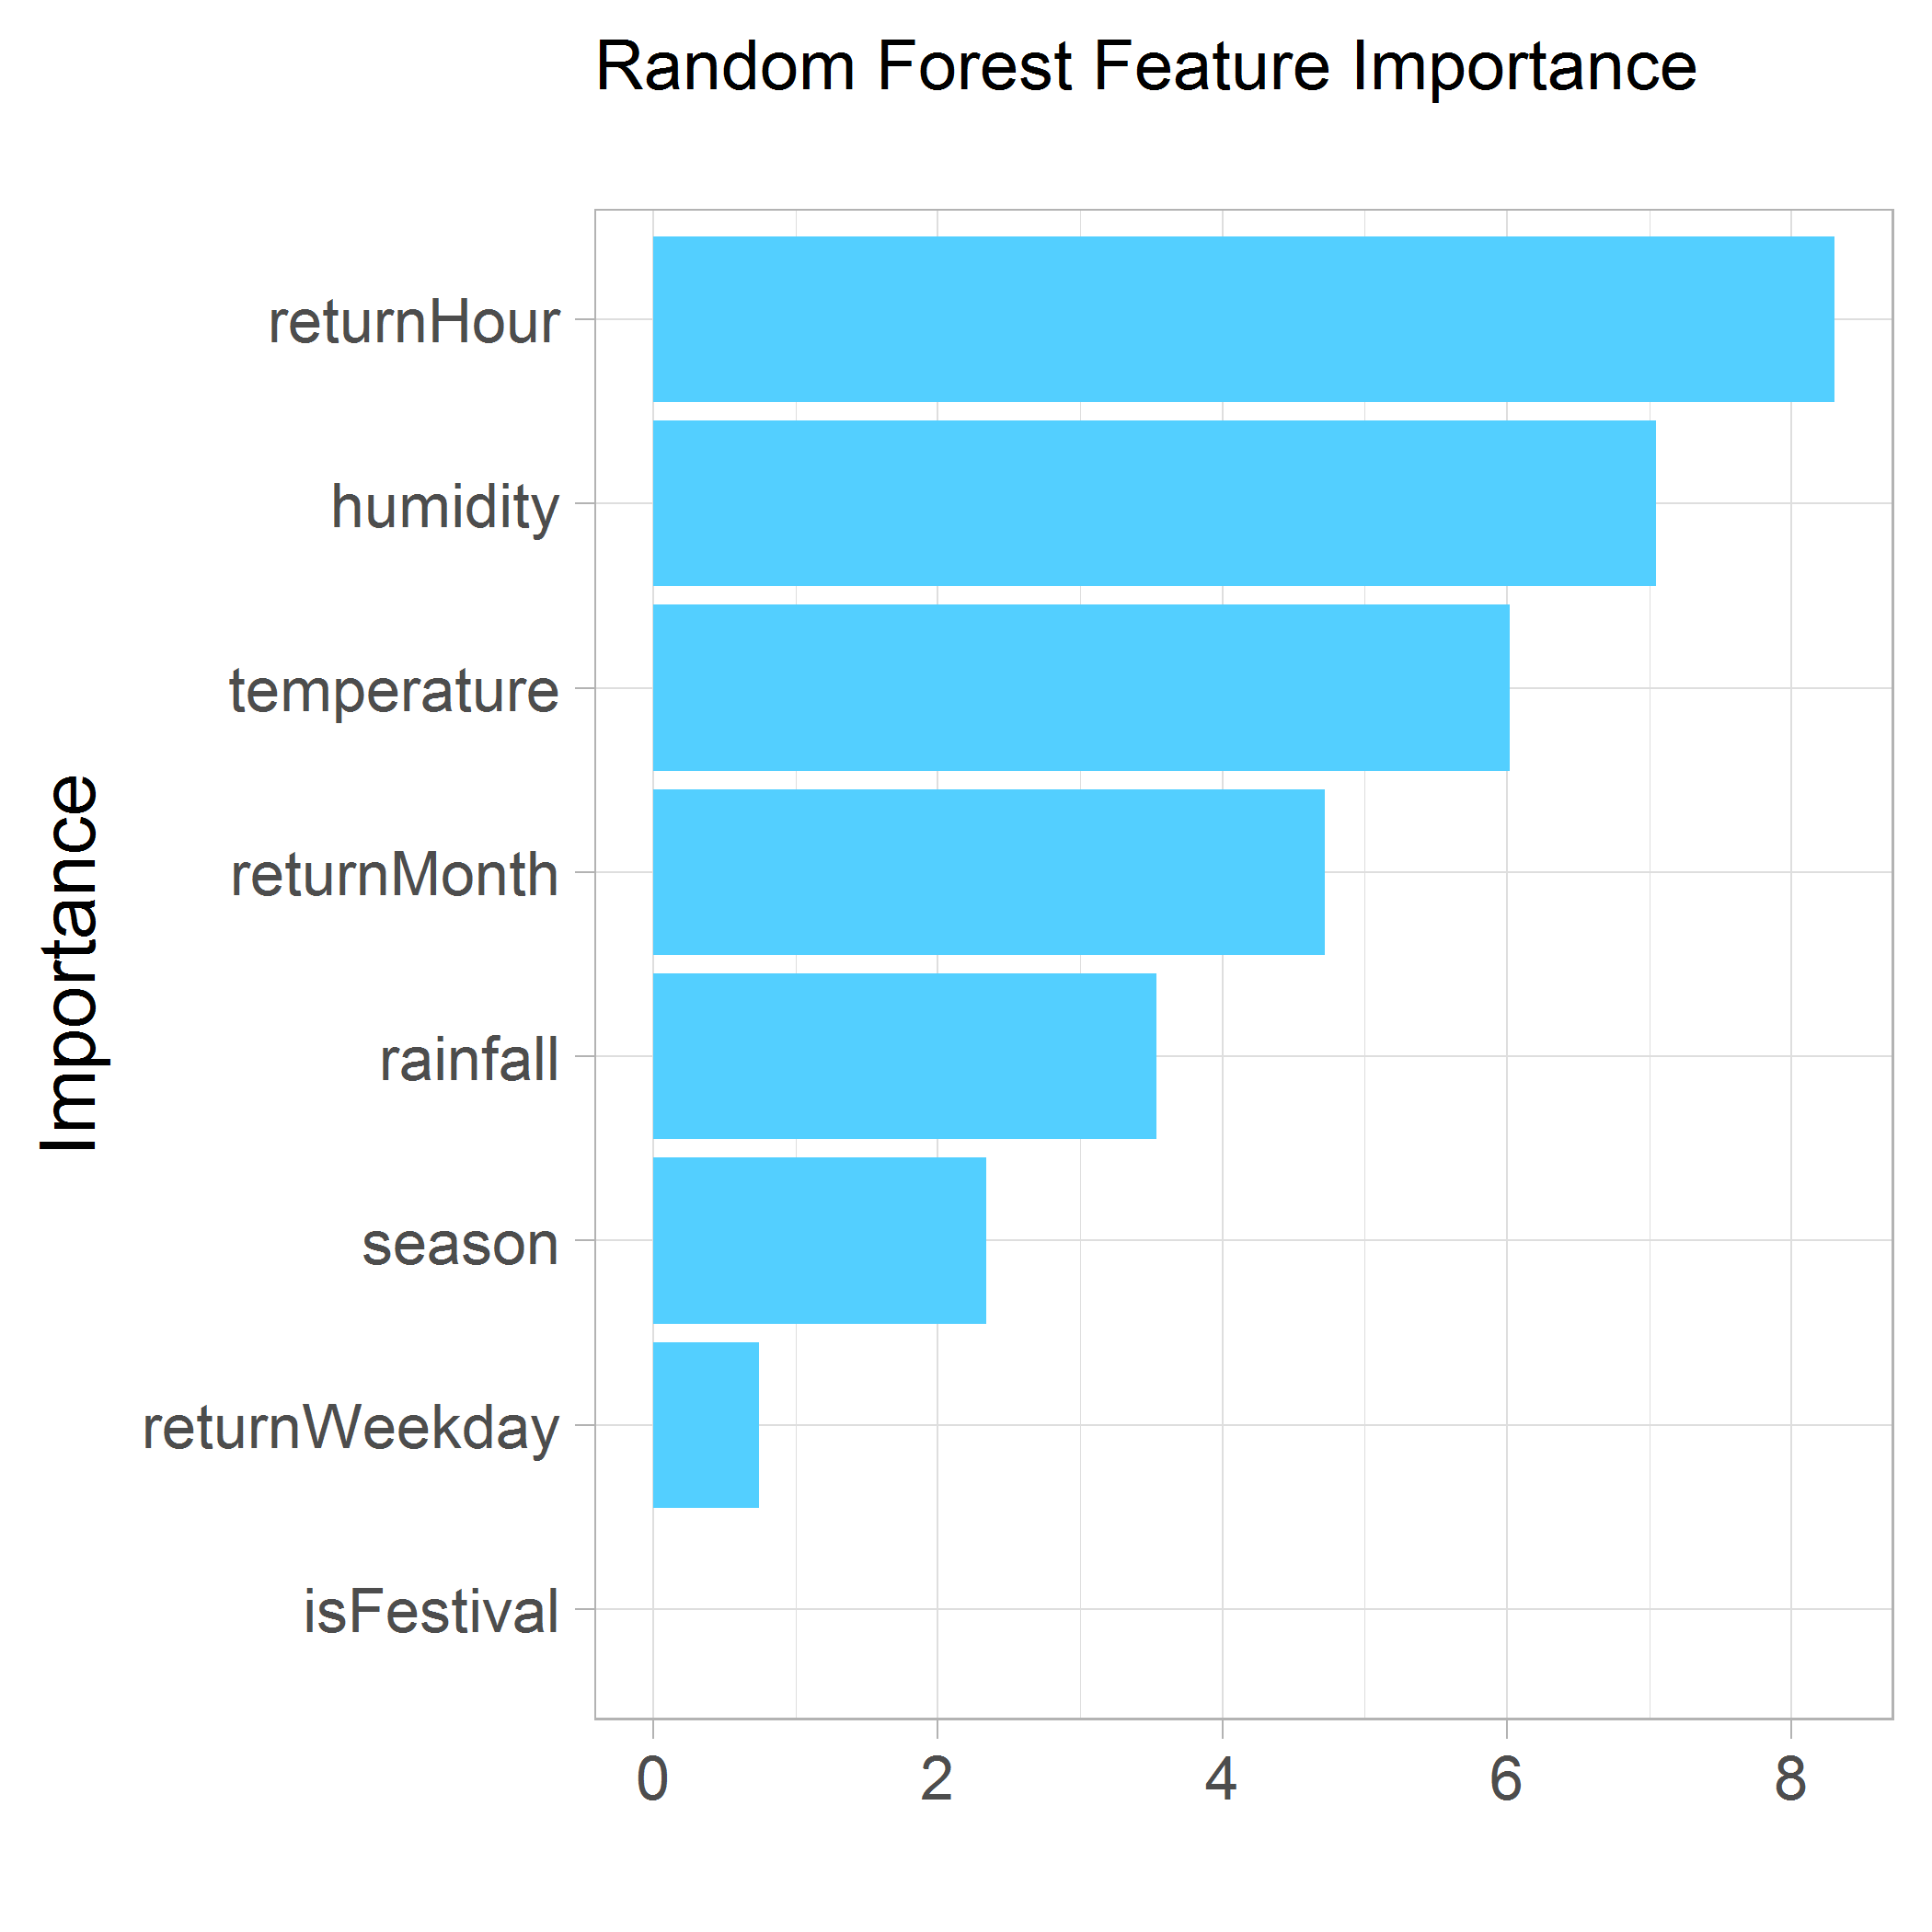 Random Forest Feature Importance
returnHour
humidity
temperature
returnMonth
rainfall
season
returnWeekday
isFestival
Importance
0 2 4 6 8